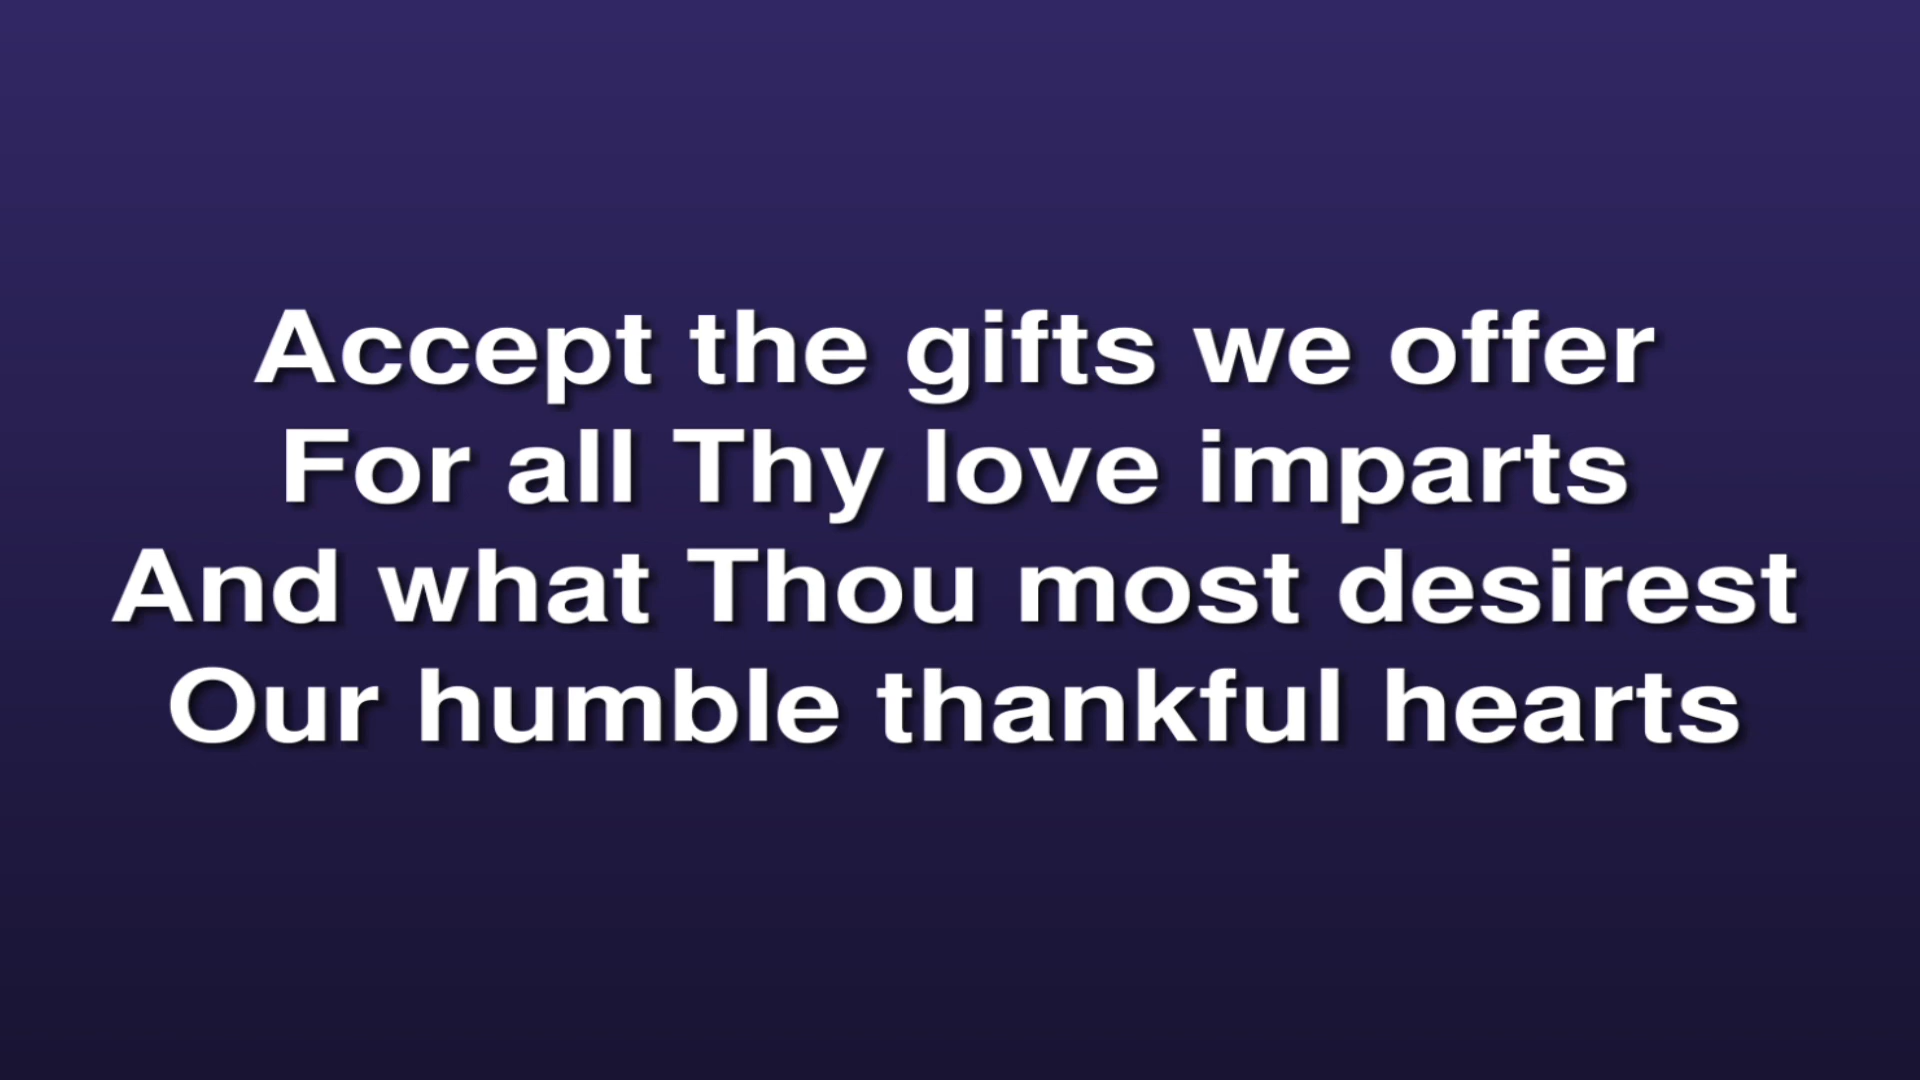 Accept the gifts we offer
For all Thy love imparts
And what Thou most desirest
Our humble thankful hearts